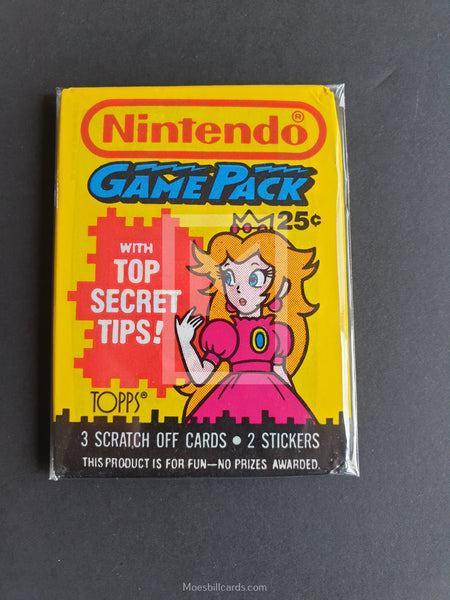 Nintendo®
GAME PACK
25¢
WITH
TOP
SECRET
TIPS!
TOPPS®
3 SCRATCH OFF CARDS • 2 STICKERS
THIS PRODUCT IS FOR FUN—NO PRIZES AWARDED.
Moesbillcards.com